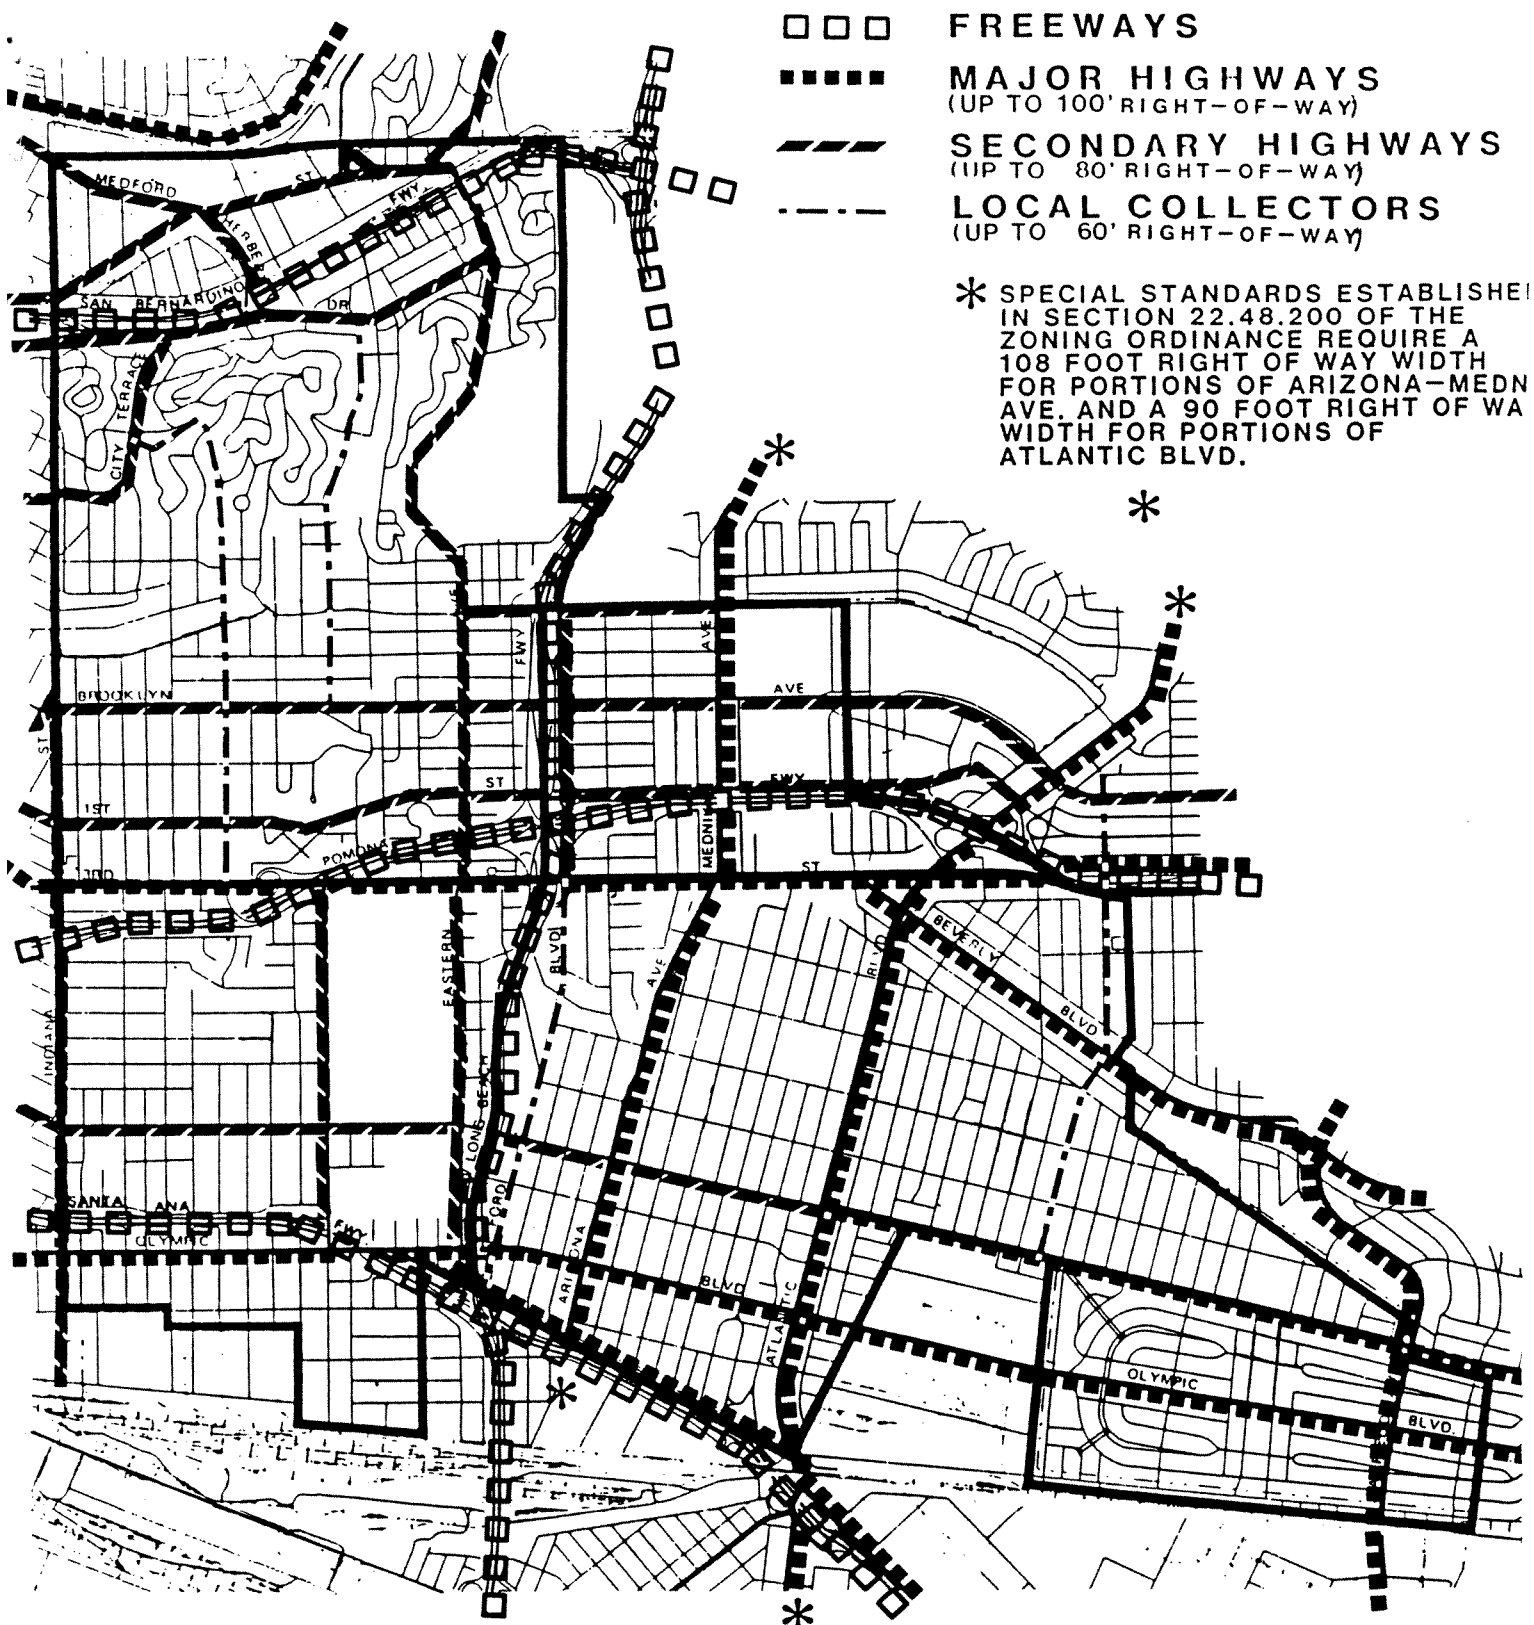 FREEWAYS
MAJOR HIGHWAYS
(UP TO 100' RIGHT-OF-WAY)
SECONDARY HIGHWAYS
(UP TO 80' RIGHT-OF-WAY)
LOCAL COLLECTORS
(UP TO 60' RIGHT-OF-WAY)
* SPECIAL STANDARDS ESTABLISHE
IN SECTION 22.48.200 OF THE
ZONING ORDINANCE REQUIRE A
108 FOOT RIGHT OF WAY WIDTH
FOR PORTIONS OF ARIZONA-MEDN
AVE. AND A 90 FOOT RIGHT OF WA
WIDTH FOR PORTIONS OF
ATLANTIC BLVD.
MEDFORD
ST
FWY
SAN BERNARDINO
DR
CITY TERRACE
FWY
AVE
BROOKLYN
AVE
ST
ST
FWY
1ST
POMONA
MEDNI
3RD
ST
EASTERN
BLVD
AVE
BLVD
BEVERLY
BLVD
INDIANA
LONG BEACH
FORD
SANTA ANA
FWY
OLYMPIC
BLVD
ATLANTIC
OLYMPIC
BLVD.